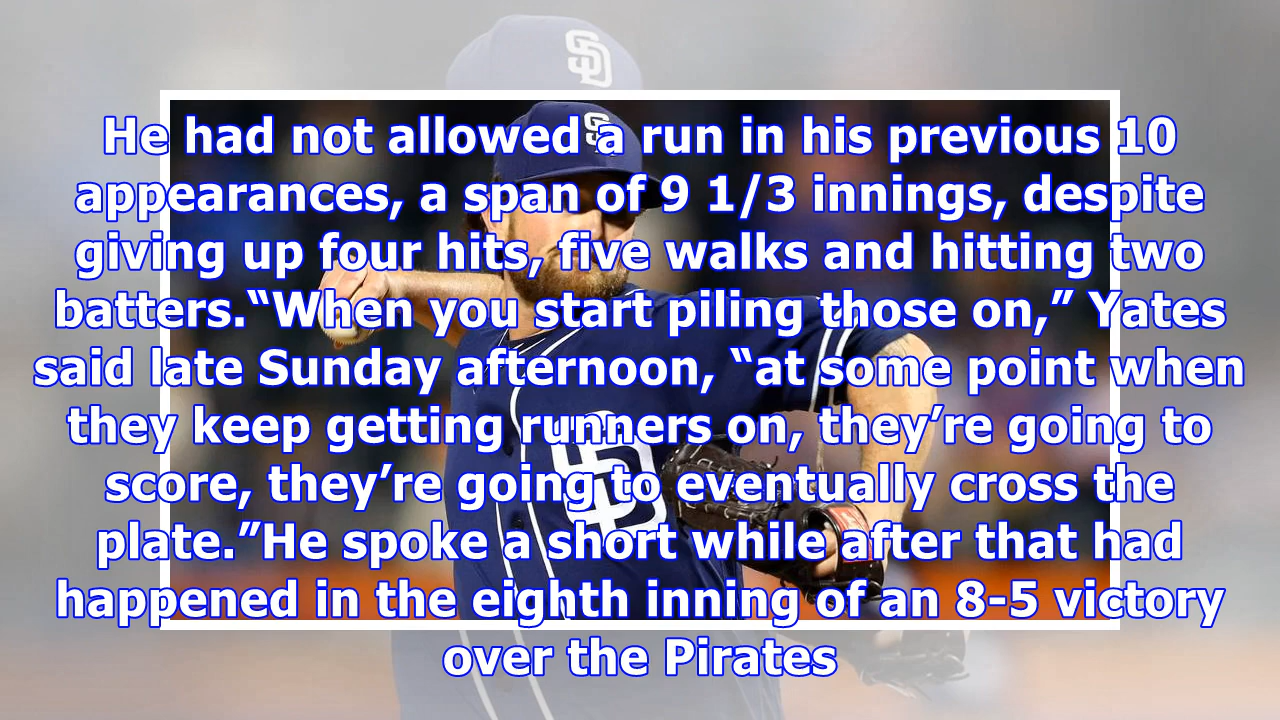 He had not allowed a run in his previous 10
appearances, a span of 9 1/3 innings, despite
giving up four hits, five walks and hitting two
batters.“When you start piling those on,” Yates
said late Sunday afternoon, “at some point when
they keep getting runners on, they’re going to
score, they’re going to eventually cross the
plate.”He spoke a short while after that had
happened in the eighth inning of an 8-5 victory
over the Pirates
SD
SD
SD